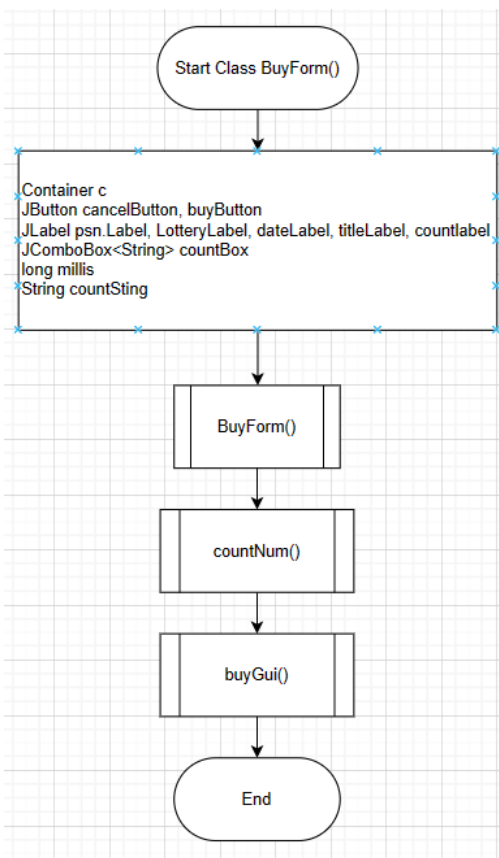 Start Class BuyForm()
Container c
JButton cancelButton, buyButton
JLabel psn.Label, LotteryLabel, dateLabel, titleLabel, countlabel
JComboBox<String> countBox
long millis
String countSting
BuyForm()
countNum()
buyGui()
End